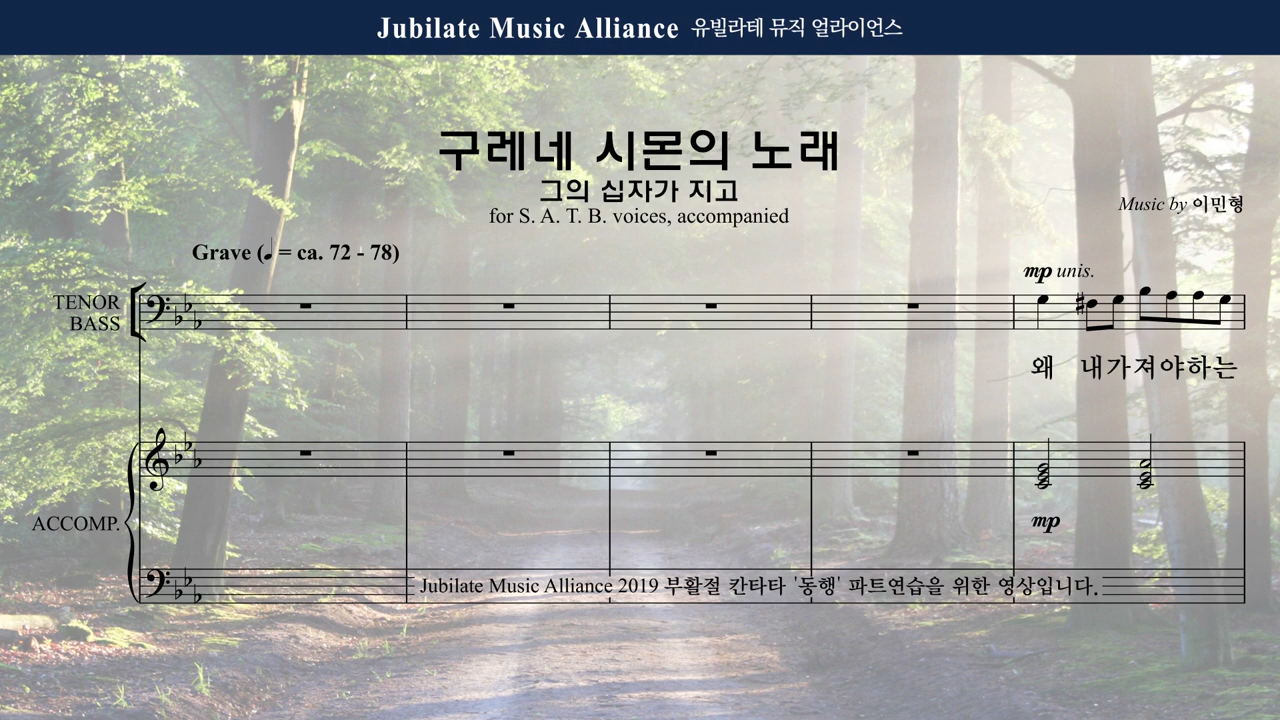 Jubilate Music Alliance 유빌라테 뮤직 얼라이언스
구레네 시몬의 노래
그의 십자가 지고
for S. A. T. B. voices, accompanied
Music by 이민형
Grave (♩ = ca. 72 - 78)
mp unis.
TENOR
BASS
왜 내가져야하는
ACCOMP.
mp
Jubilate Music Alliance 2019 부활절 칸타타 '동행' 파트연습을 위한 영상입니다.